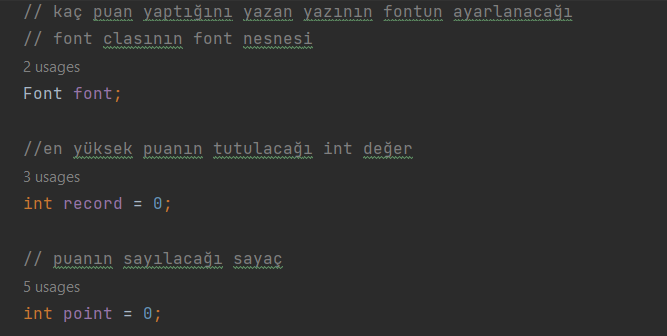 // kaç puan yaptığını yazan yazının fontun ayarlanacağı
// font clasının font nesnesi
2 usages
Font font;
//en yüksek puanın tutulacağı int değer
3 usages
int record = 0;
// puanın sayılacağı sayaç
5 usages
int point = 0;